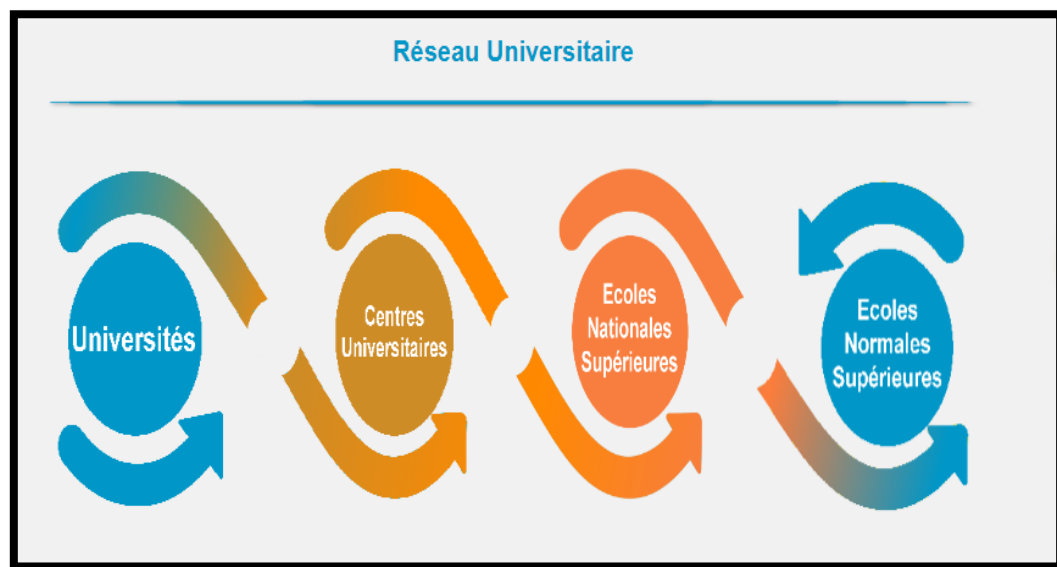 Réseau Universitaire
Universités
Centres
Universitaires
Ecoles
Nationales
Supérieures
Ecoles
Normales
Supérieures